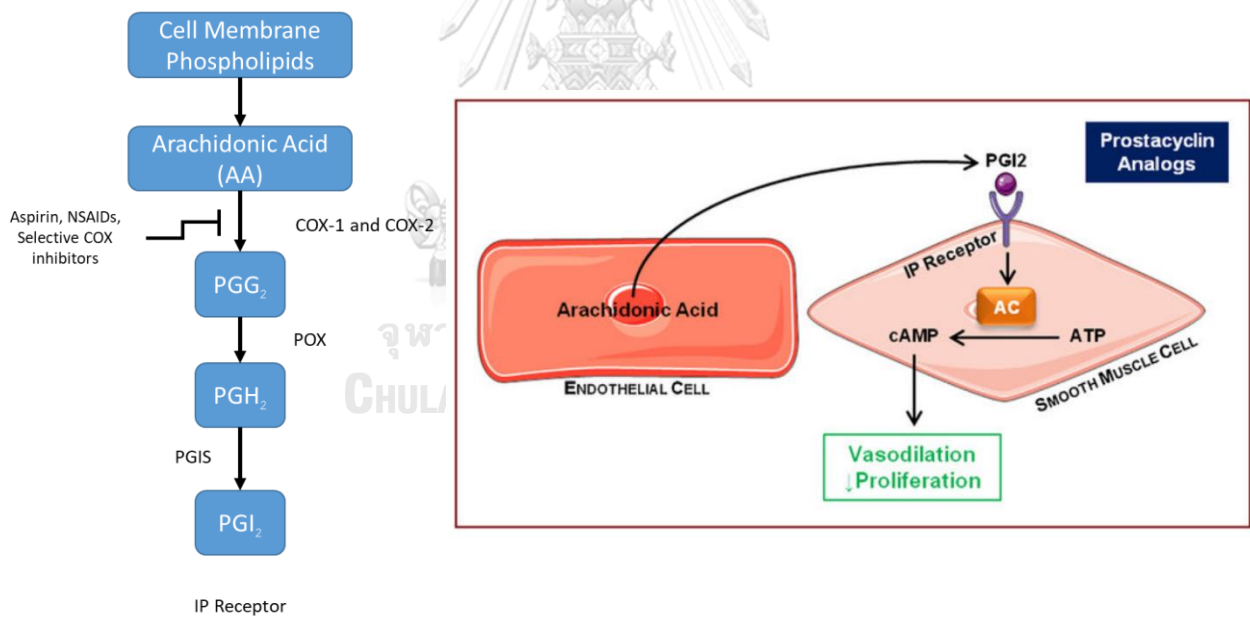 Cell Membrane
Phospholipids
Arachidonic Acid
(AA)
Aspirin, NSAIDs,
Selective COX
inhibitors
COX-1 and COX-2
PGG2
POX
PGH2
PGIS
PGI2
IP Receptor
Prostacyclin
Analogs
PGI2
IP Receptor
Arachidonic Acid
AC
cAMP
ATP
ENDOTHELIAL CELL
SMOOTH MUSCLE CELL
Vasodilation
↓Proliferation